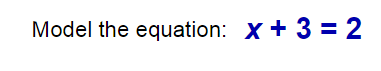 Model the equation: x + 3 = 2